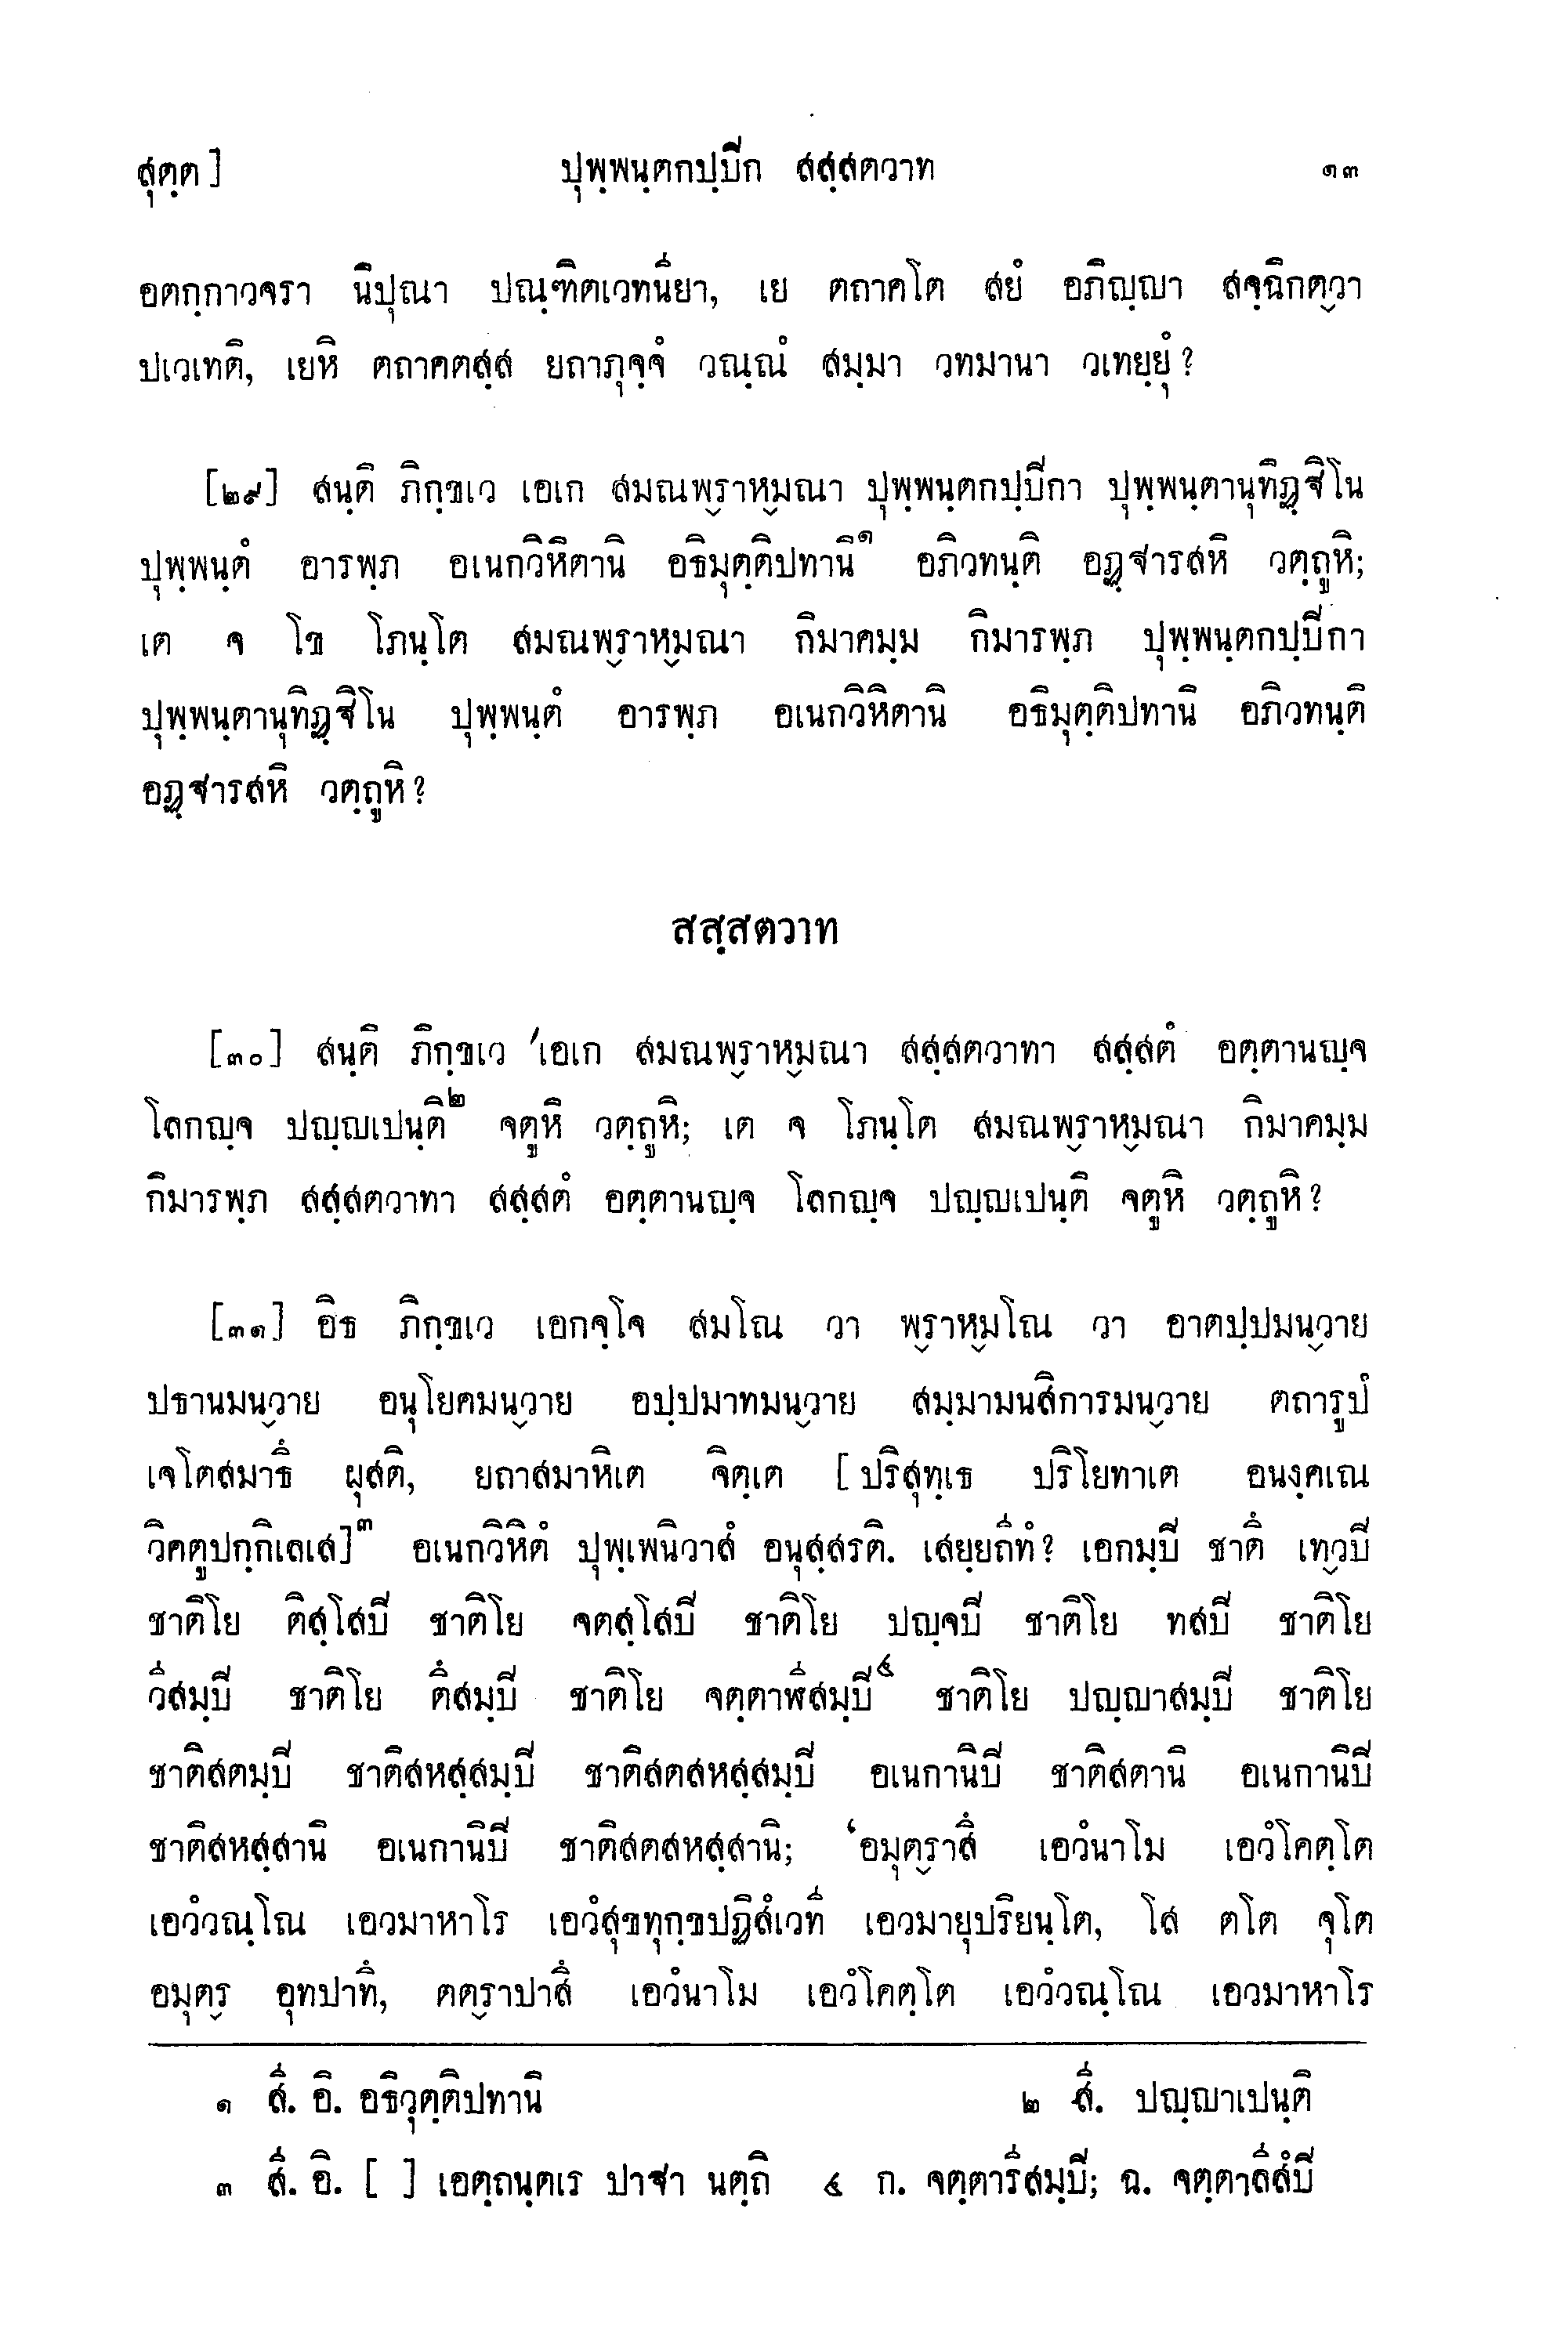 สุตฺต] ปุพฺพนฺตกปฺปิก สสฺสตวาท ๑๓
อตกฺกาวจรา นิปุณา ปณฺฑิตเวทนียา, เย ตถาคโต สยํ อภิญฺญา สจฺฉิกตฺวา
ปเวเทติ, เยหิ ตถาคตสฺส ยถาภุจฺจํ วณฺณํ สมฺมา วทมานา วเทยฺยุํ?
[๒๙] สนฺติ ภิกฺขเว เอเก สมณพฺราหฺมณา ปุพฺพนฺตกปฺปิกา ปุพฺพนฺตานุทิฏฺฐิโน
ปุพฺพนฺตํ อารพฺภ อเนกวิหิตานิ อธิมุตฺติปทานิ๑ อภิวทนฺติ อฏฺฐารสหิ วตฺถูหิ;
เต จ โข โภนฺโต สมณพฺราหฺมณา กิมาคมฺม กิมารพฺภ ปุพฺพนฺตกปฺปิกา
ปุพฺพนฺตานุทิฏฺฐิโน ปุพฺพนฺตํ อารพฺภ อเนกวิหิตานิ อธิมุตฺติปทานิ อภิวทนฺติ
อฏฺฐารสหิ วตฺถูหิ?
สสฺสตวาท
[๓๐] สนฺติ ภิกฺขเว เอเก สมณพฺราหฺมณา สสฺสตวาทา สสฺสตํ อตฺตานญฺจ
โลกญฺจ ปญฺญเปนฺติ๒ จตูหิ วตฺถูหิ; เต จ โภนฺโต สมณพฺราหฺมณา กิมาคมฺม
กิมารพฺภ สสฺสตวาทา สสฺสตํ อตฺตานญฺจ โลกญฺจ ปญฺญเปนฺติ จตูหิ วตฺถูหิ?
[๓๑] อิธ ภิกฺขเว เอกจฺโจ สมโณ วา พฺราหฺมโณ วา อาตปฺปมนฺวาย
ปธานมนฺวาย อนุโยคมนฺวาย อปฺปมาทมนฺวาย สมฺมามนสิการมนฺวาย ตถารูปํ
เจโตสมาธึ ผุสติ, ยถาสมาหิเต จิตฺเต [ปริสุทฺเธ ปริโยทาเต อนงฺคเณ
วิคตูปกฺกิเลเส]๓ อเนกวิหิตํ ปุพฺเพนิวาสํ อนุสฺสรติ. เสยฺยถีทํ? เอกมฺปิ ชาตึ เทฺวปิ
ชาติโย ติสฺโสปิ ชาติโย จตสฺโสปิ ชาติโย ปญฺจปิ ชาติโย ทสปิ ชาติโย
วีสมฺปิ ชาติโย ตึสมฺปิ ชาติโย จตฺตาฬีสมฺปิ๔ ชาติโย ปญฺญาสมฺปิ ชาติโย
ชาติสตมฺปิ ชาติสหสฺสมฺปิ ชาติสตสหสฺสมฺปิ อเนกานิปิ ชาติสตานิ อเนกานิปิ
ชาติสหสฺสานิ อเนกานิปิ ชาติสตสหสฺสานิ; ‘อมุตฺราสึ เอวํนาโม เอวํโคตฺโต
เอวํวณฺโณ เอวมาหาโร เอวํสุขทุกฺขปฏิสํเวที เอวมายุปริยนฺโต, โส ตโต จุโต
อมุตฺร อุทปาทึ, ตตฺราปาสึ เอวํนาโม เอวํโคตฺโต เอวํวณฺโณ เอวมาหาโร
๑ สี. อิ. อธิวุตฺติปทานิ ๒ สี. ปญฺญาเปนฺติ
๓ สี. อิ. [ ] เอตฺถนฺตเร ปาฐา นตฺถิ ๔ ก. จตฺตารีสมฺปิ; ฉ. จตฺตาลีสํปิ